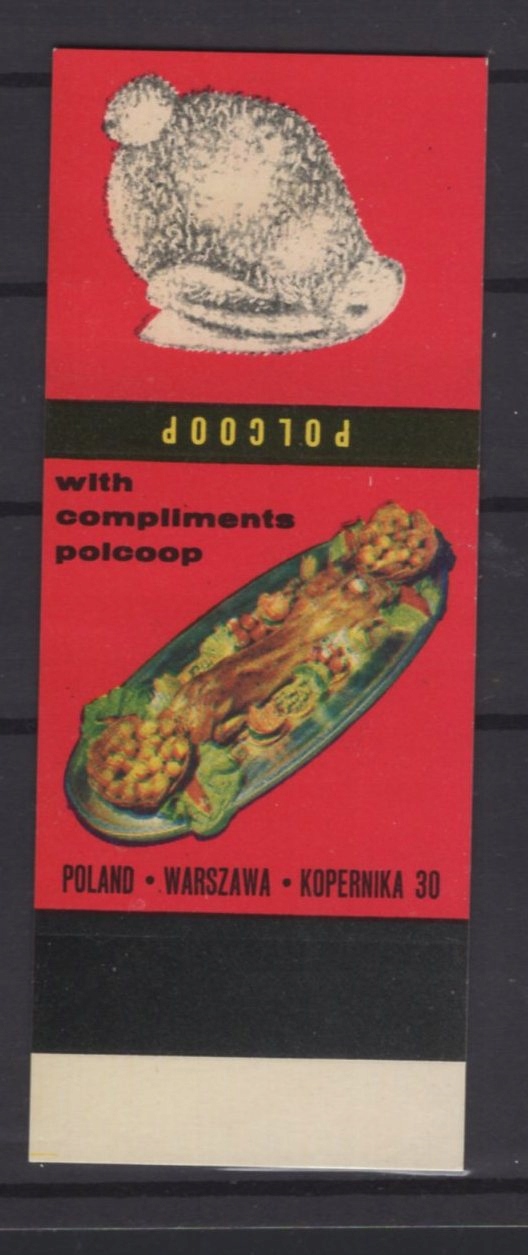 POLCOOP
with
compliments
polcoop
POLAND • WARSZAWA • KOPERNIKA 30